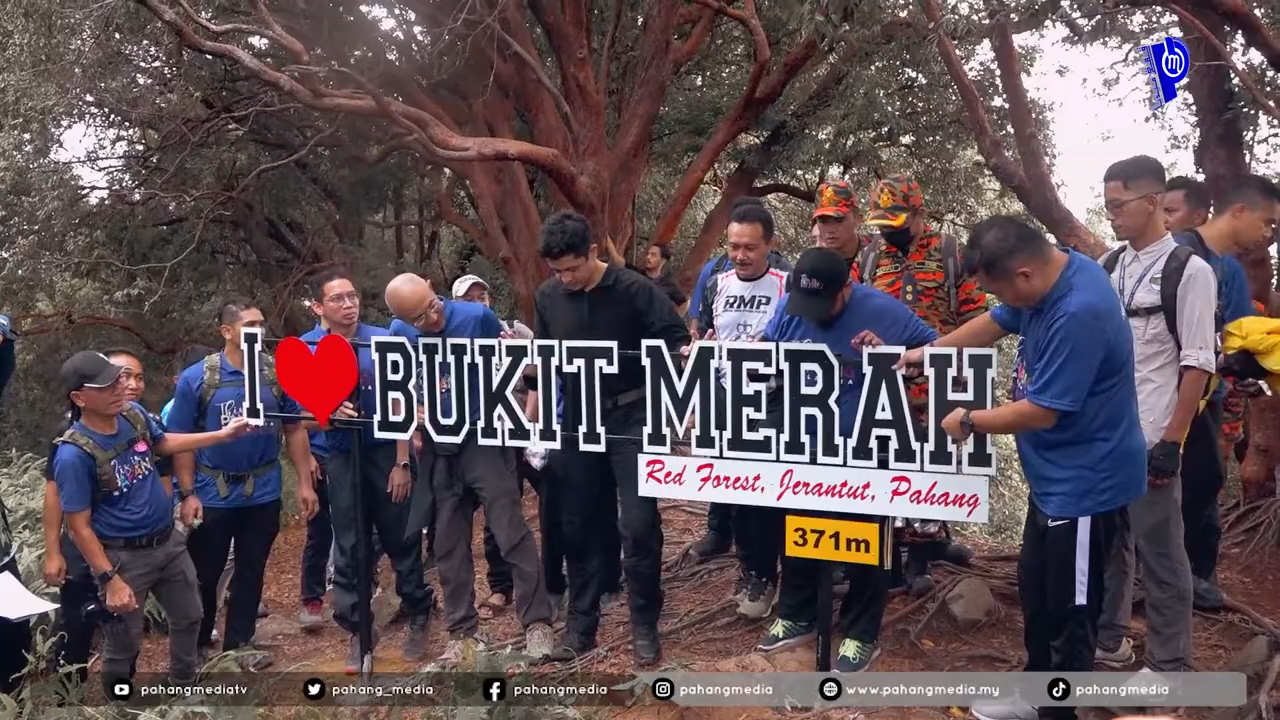 I ♥ BUKIT MERAH
Red Forest, Jerantut, Pahang
371m
RMP
pahangmediatv
pahang_media
pahangmedia
pahangmedia
www.pahangmedia.my
pahangmedia